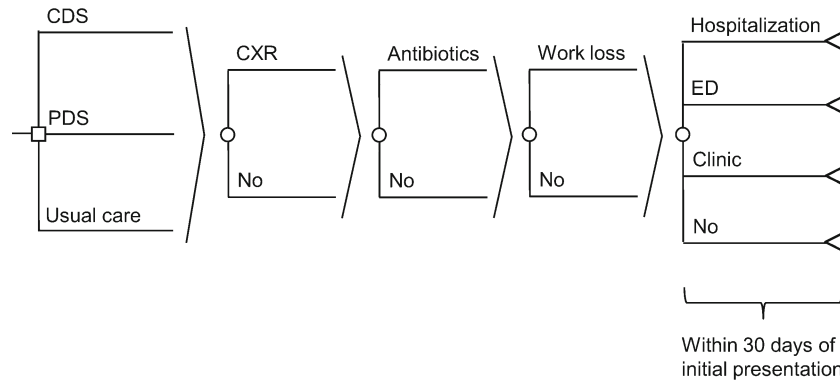 CDS
PDS
Usual care
CXR
No
Antibiotics
No
Work loss
No
Hospitalization
ED
Clinic
No
Within 30 days of
initial presentation